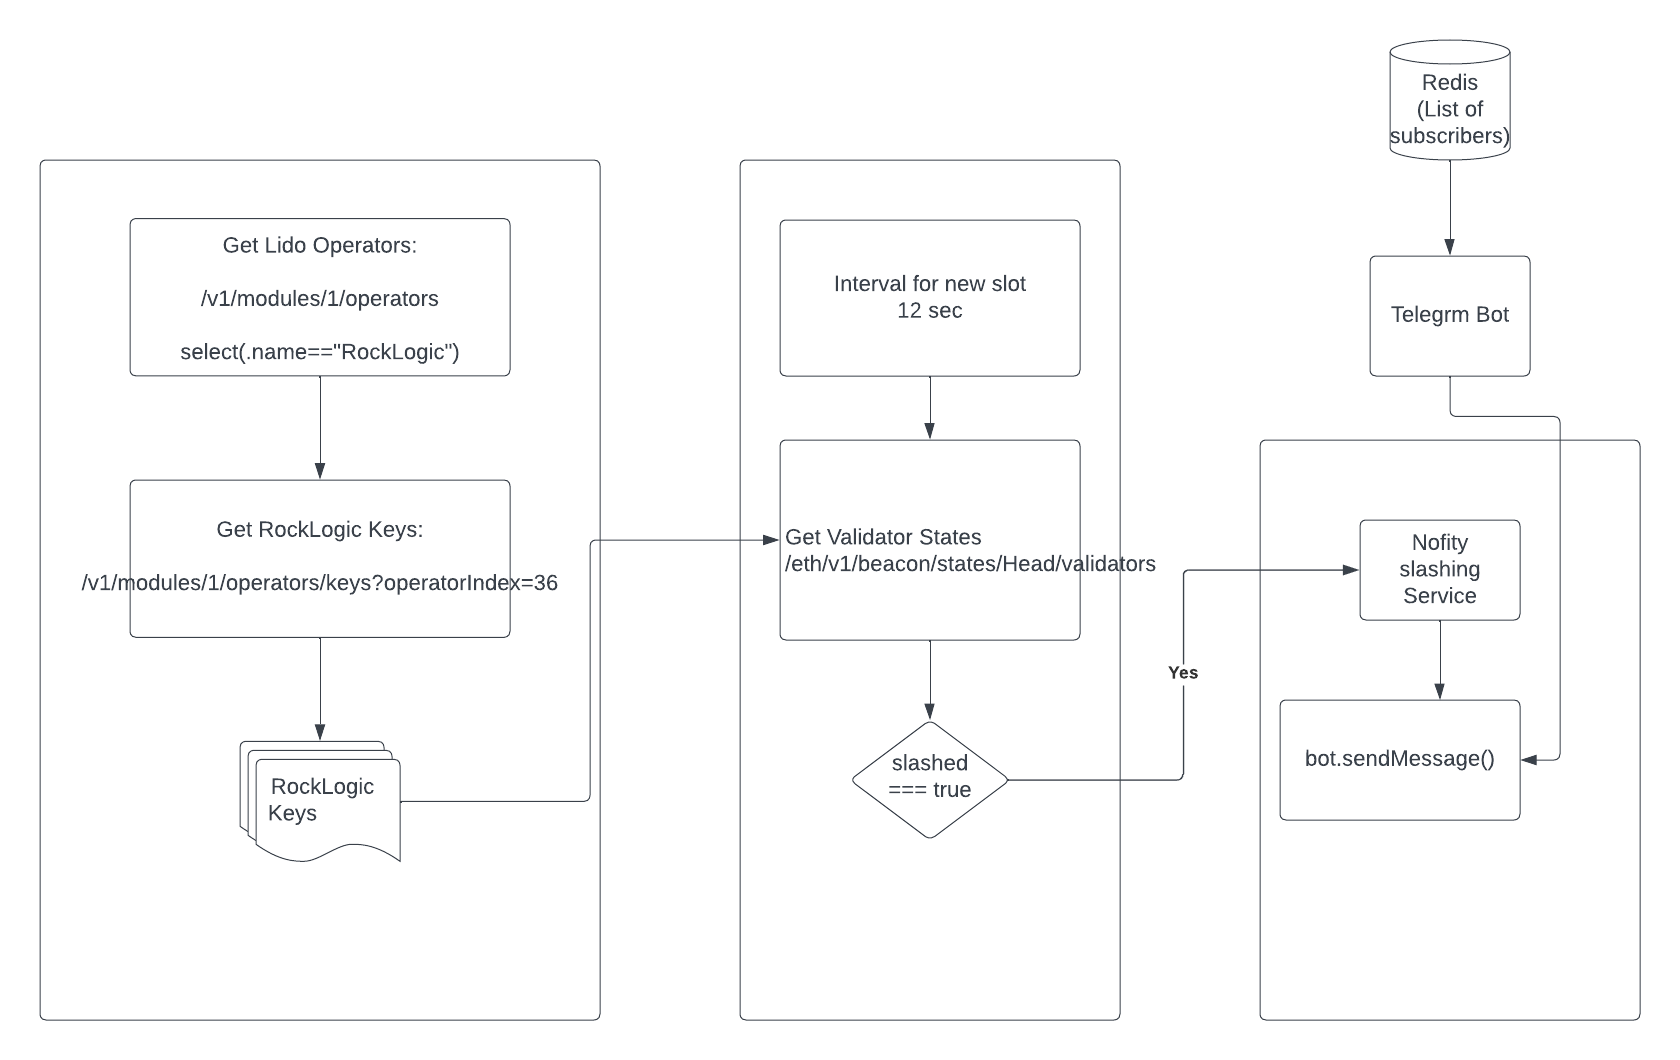 Get Lido Operators:
/v1/modules/1/operators
select(.name=="RockLogic")
Get RockLogic Keys:
/v1/modules/1/operators/keys?operatorIndex=36
RockLogic
Keys
Interval for new slot
12 sec
Get Validator States
/eth/v1/beacon/states/Head/validators
slashed
=== true
Yes
Redis
(List of
subscribers)
Telegrm Bot
Nofity
slashing
Service
bot.sendMessage()